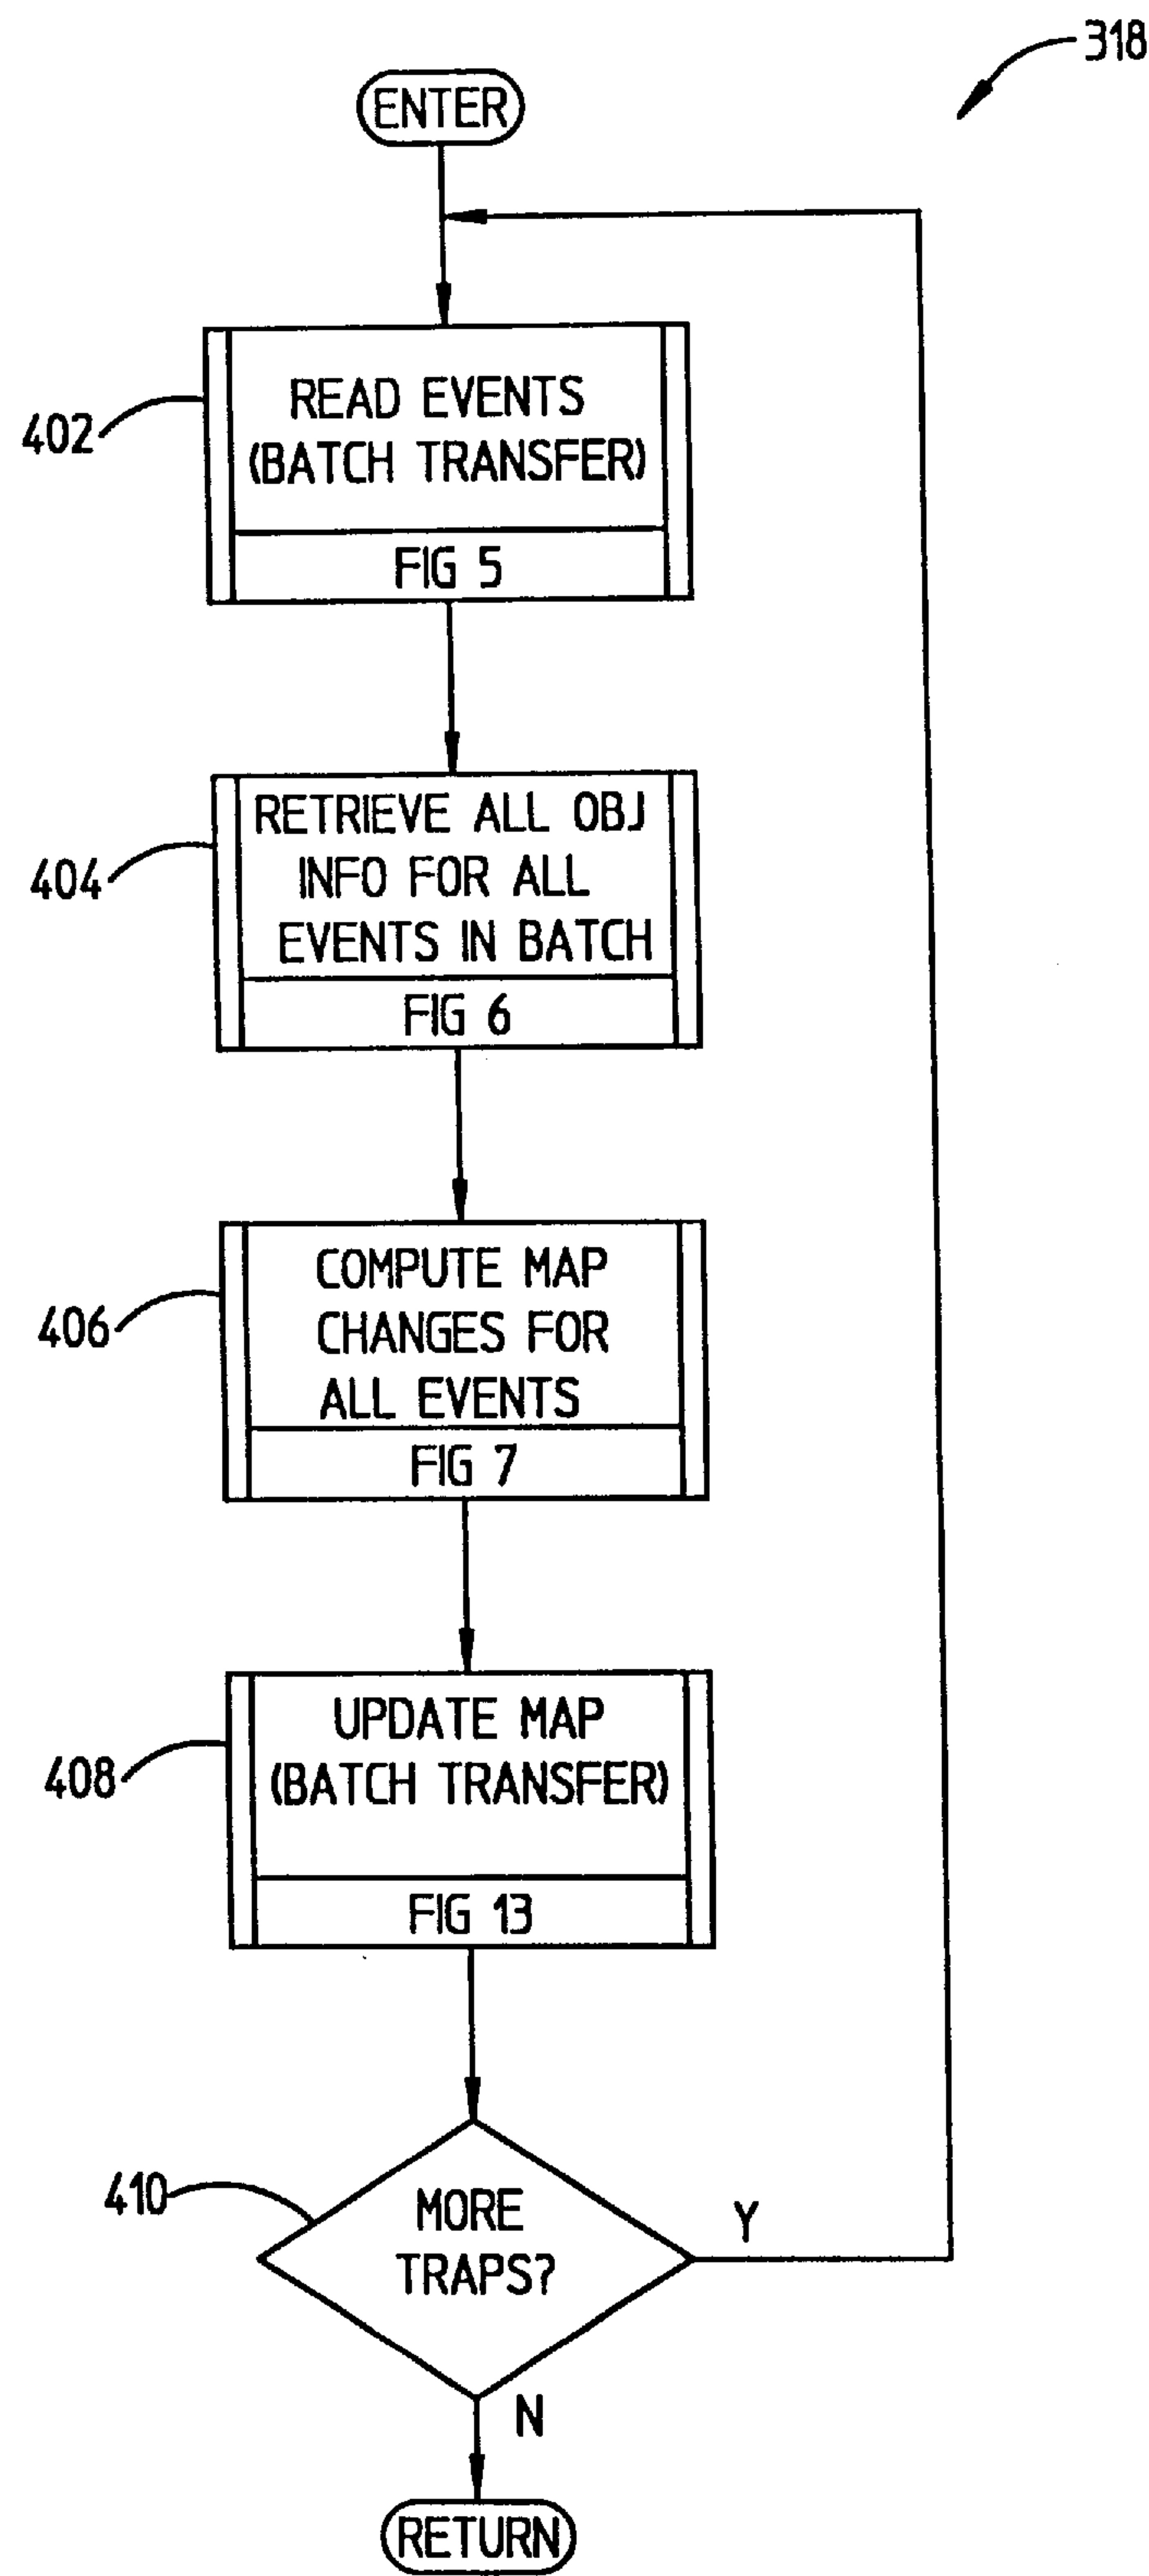 318
ENTER
402
READ EVENTS
(BATCH TRANSFER)
FIG 5
404
RETRIEVE ALL OBJ
INFO FOR ALL
EVENTS IN BATCH
FIG 6
406
COMPUTE MAP
CHANGES FOR
ALL EVENTS
FIG 7
408
UPDATE MAP
(BATCH TRANSFER)
FIG 13
410
MORE
TRAPS?
Y
N
RETURN